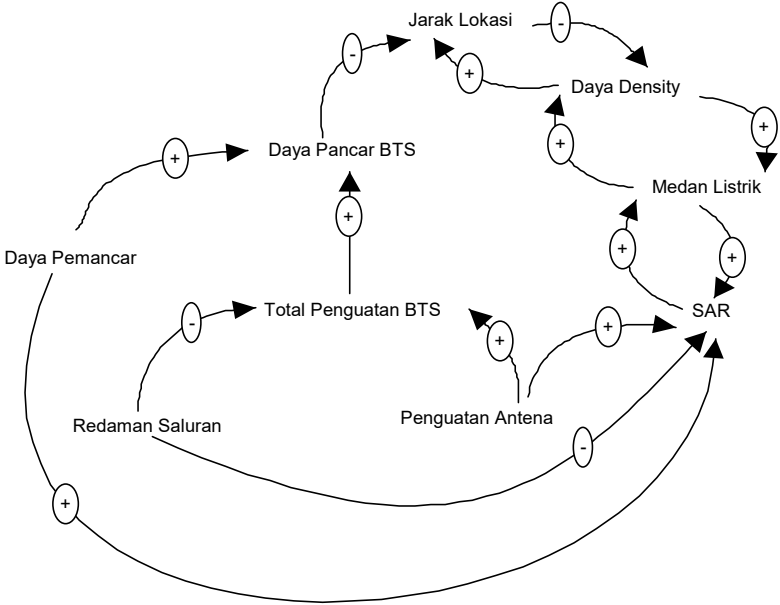 Jarak Lokasi
-
-
+
Daya Density
+
+
+
Daya Pancar BTS
Medan Listrik
+
+
+
Daya Pemancar
Total Penguatan BTS
SAR
-
+
+
Redaman Saluran
Penguatan Antena
-
+